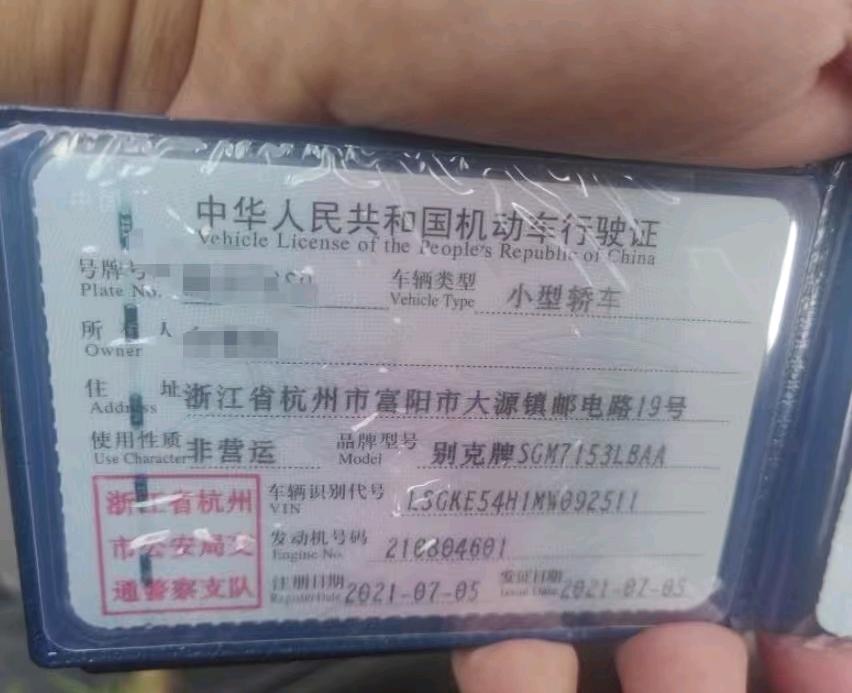 中华人民共和国机动车行驶证
Vehicle License of the People's Republic of China
号牌号 车辆类型 小型轿车
Plate No. Vehicle Type
所有人
Owner
住址 浙江省杭州市富阳市大源镇邮电路19号
Address
使用性质 非营运 品牌型号 别克牌SGM7153LBAA
Use Character Model
浙江省杭州
市公安局交
通警察支队
车辆识别代号 LSGKE54H1MW092511
VIN
发动机号码 210804601
Engine No.
注册日期 2021-07-05 发证日期 2021-07-05
Register Date Issue Date